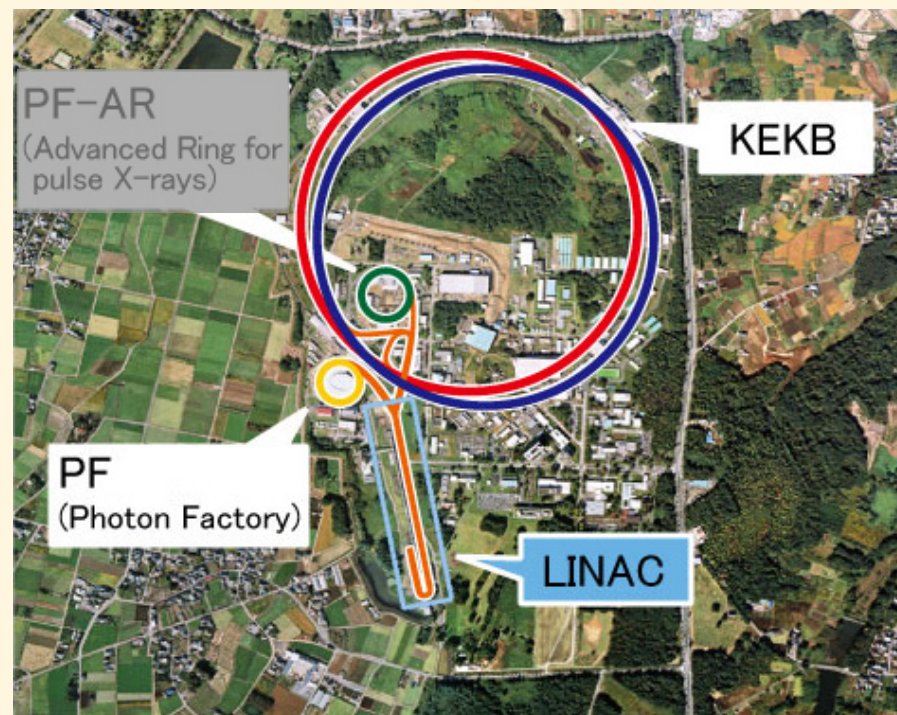 PF-AR
(Advanced Ring for
pulse X-rays)
KEKB
PF
(Photon Factory)
LINAC